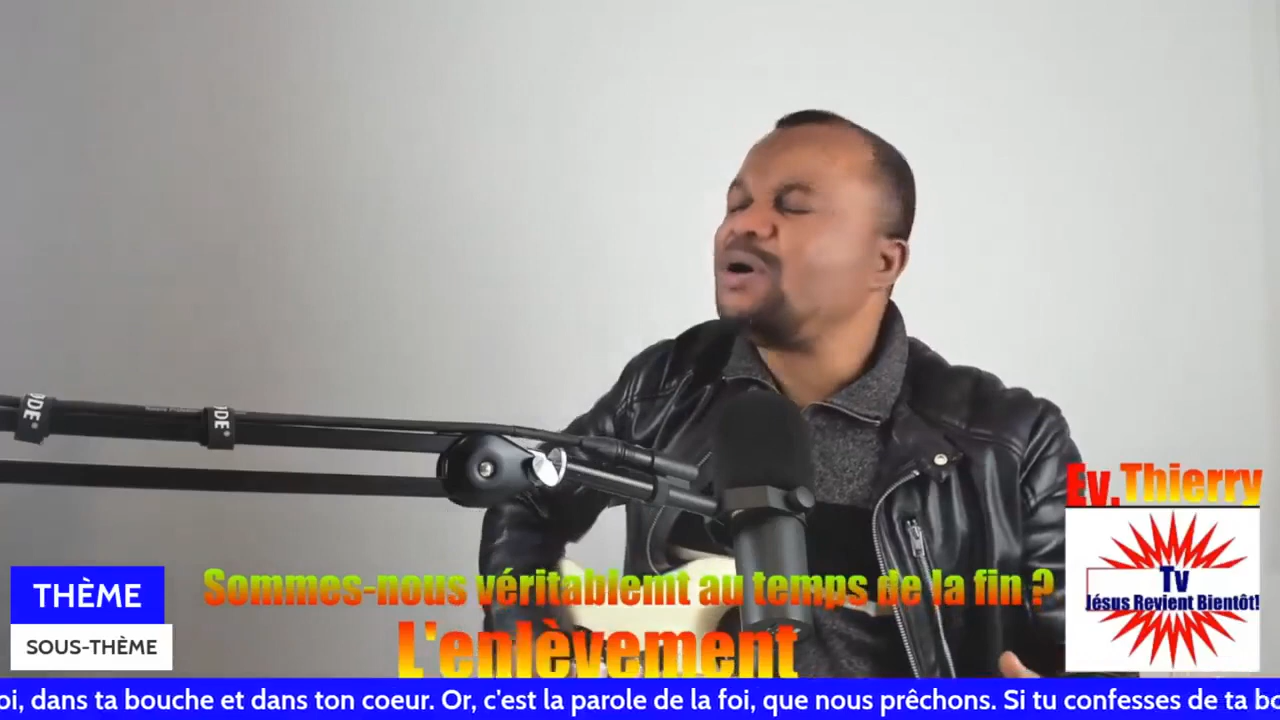 Ev.Thierry
Tv
Jésus Revient Bientôt!
THÈME
SOUS-THÈME
Sommes-nous véritablemt au temps de la fin ?
L'enlèvement
oi, dans ta bouche et dans ton coeur. Or, c'est la parole de la foi, que nous prêchons. Si tu confesses de ta bo